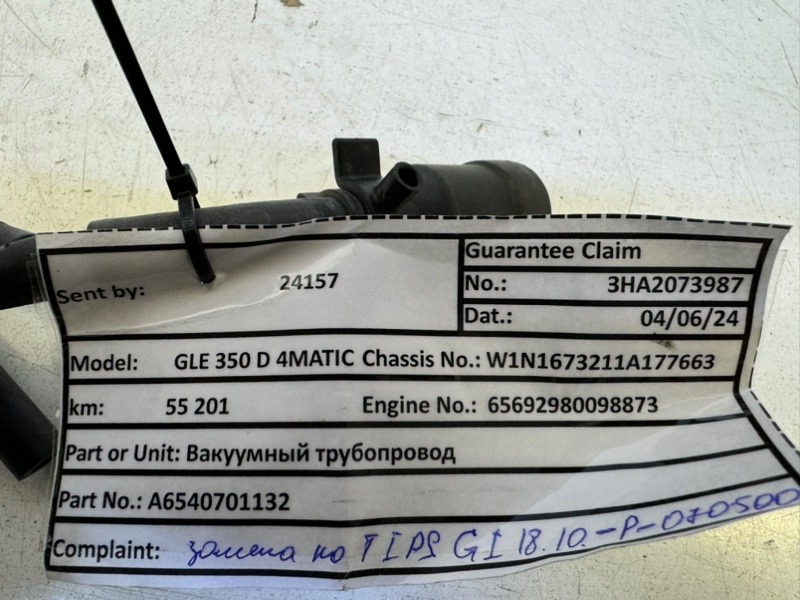 Guarantee Claim
Sent by: 24157
No.: 3HA2073987
Dat.: 04/06/24
Model: GLE 350 D 4MATIC Chassis No.: W1N1673211A177663
km: 55 201 Engine No.: 65692980098873
Part or Unit: Вакуумный трубопровод
Part No.: A6540701132
Complaint: замена по TIPS GI 18.10.-P-070500